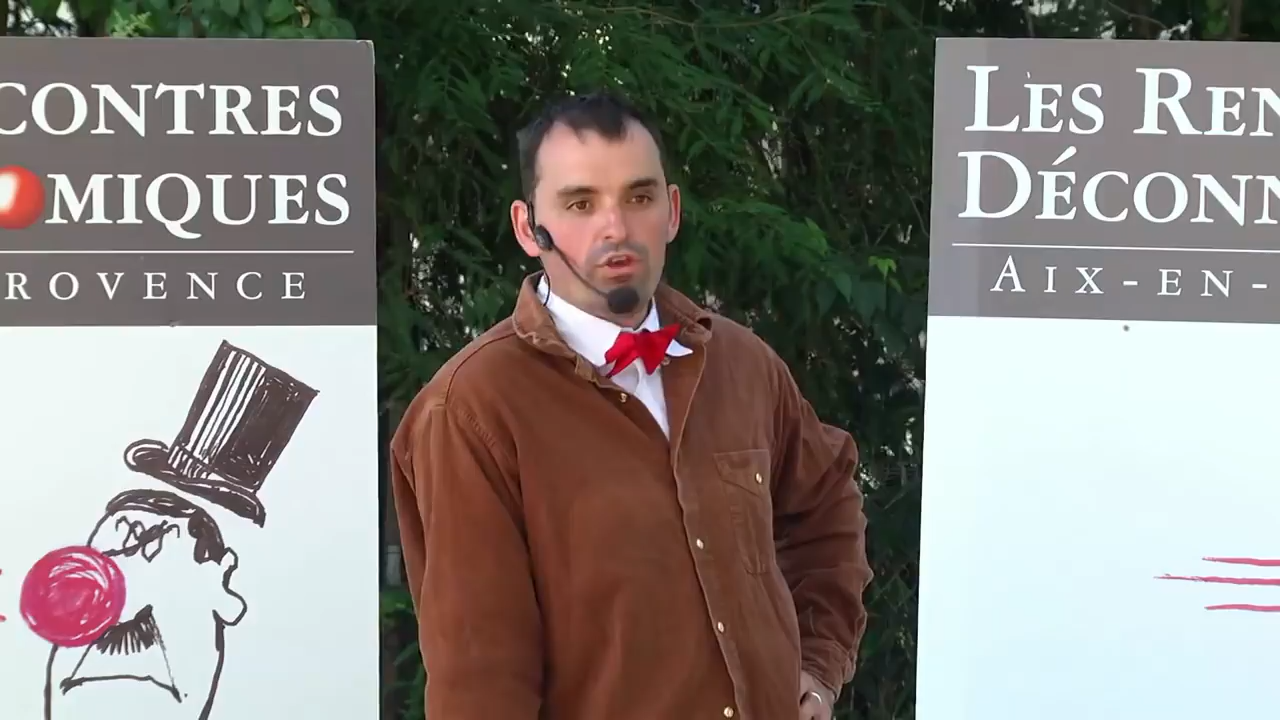 CONTRES
MIQUES
ROVENCE
LES REN
DÉCONN
AIX-EN-